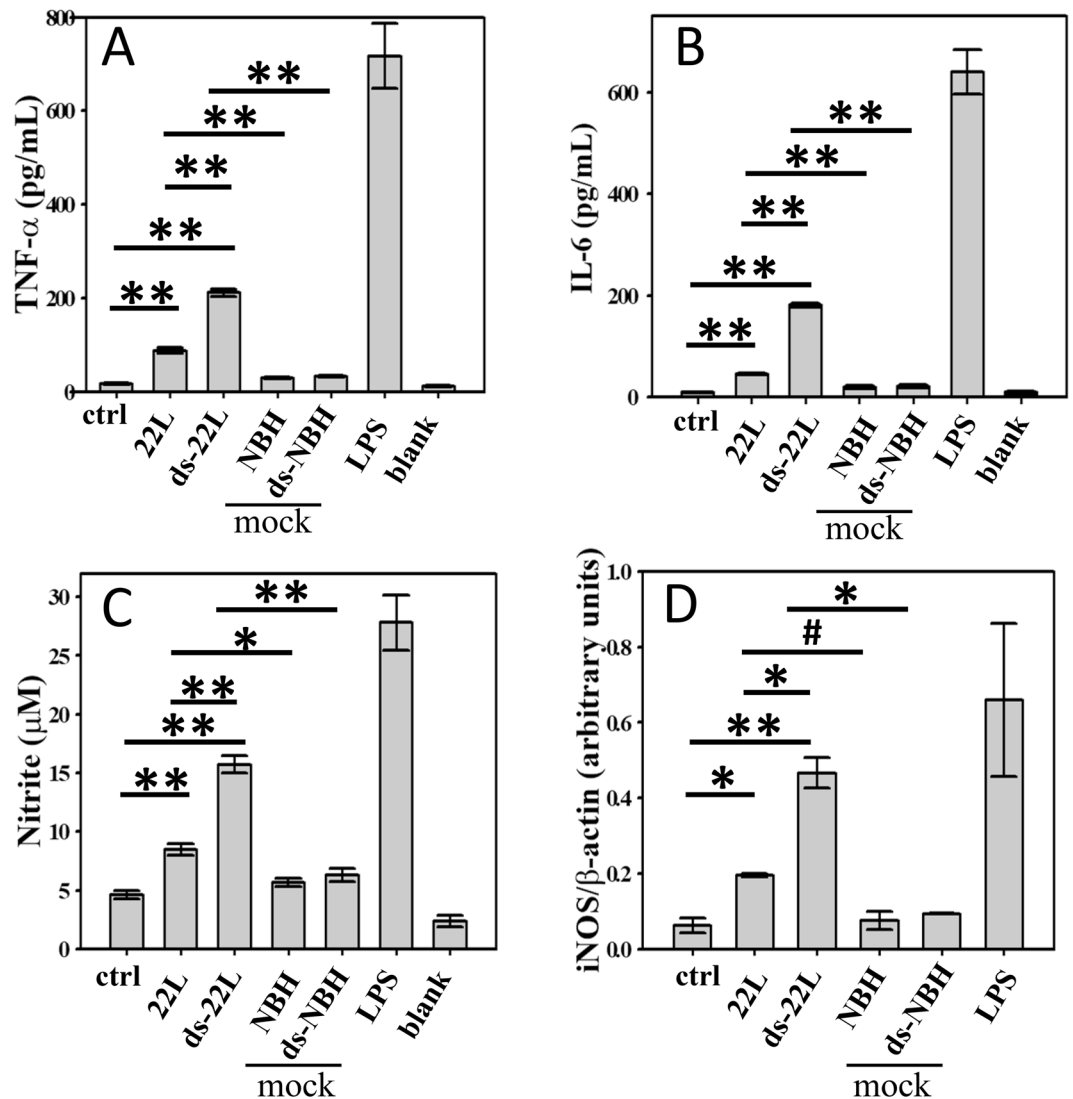 A
TNF-α (pg/mL)
800
600
400
200
0
**
**
**
**
**
ctrl
22L
ds-22L
NBH
ds-NBH
LPS
blank
mock
B
IL-6 (pg/mL)
600
400
200
0
**
**
**
**
**
ctrl
22L
ds-22L
NBH
ds-NBH
LPS
blank
mock
C
Nitrite (μM)
30
25
20
15
10
5
0
**
*
**
**
**
ctrl
22L
ds-22L
NBH
ds-NBH
LPS
blank
mock
D
iNOS/β-actin (arbitrary units)
1.0
0.8
0.6
0.4
0.2
0.0
*
#
*
**
*
ctrl
22L
ds-22L
NBH
ds-NBH
LPS
mock